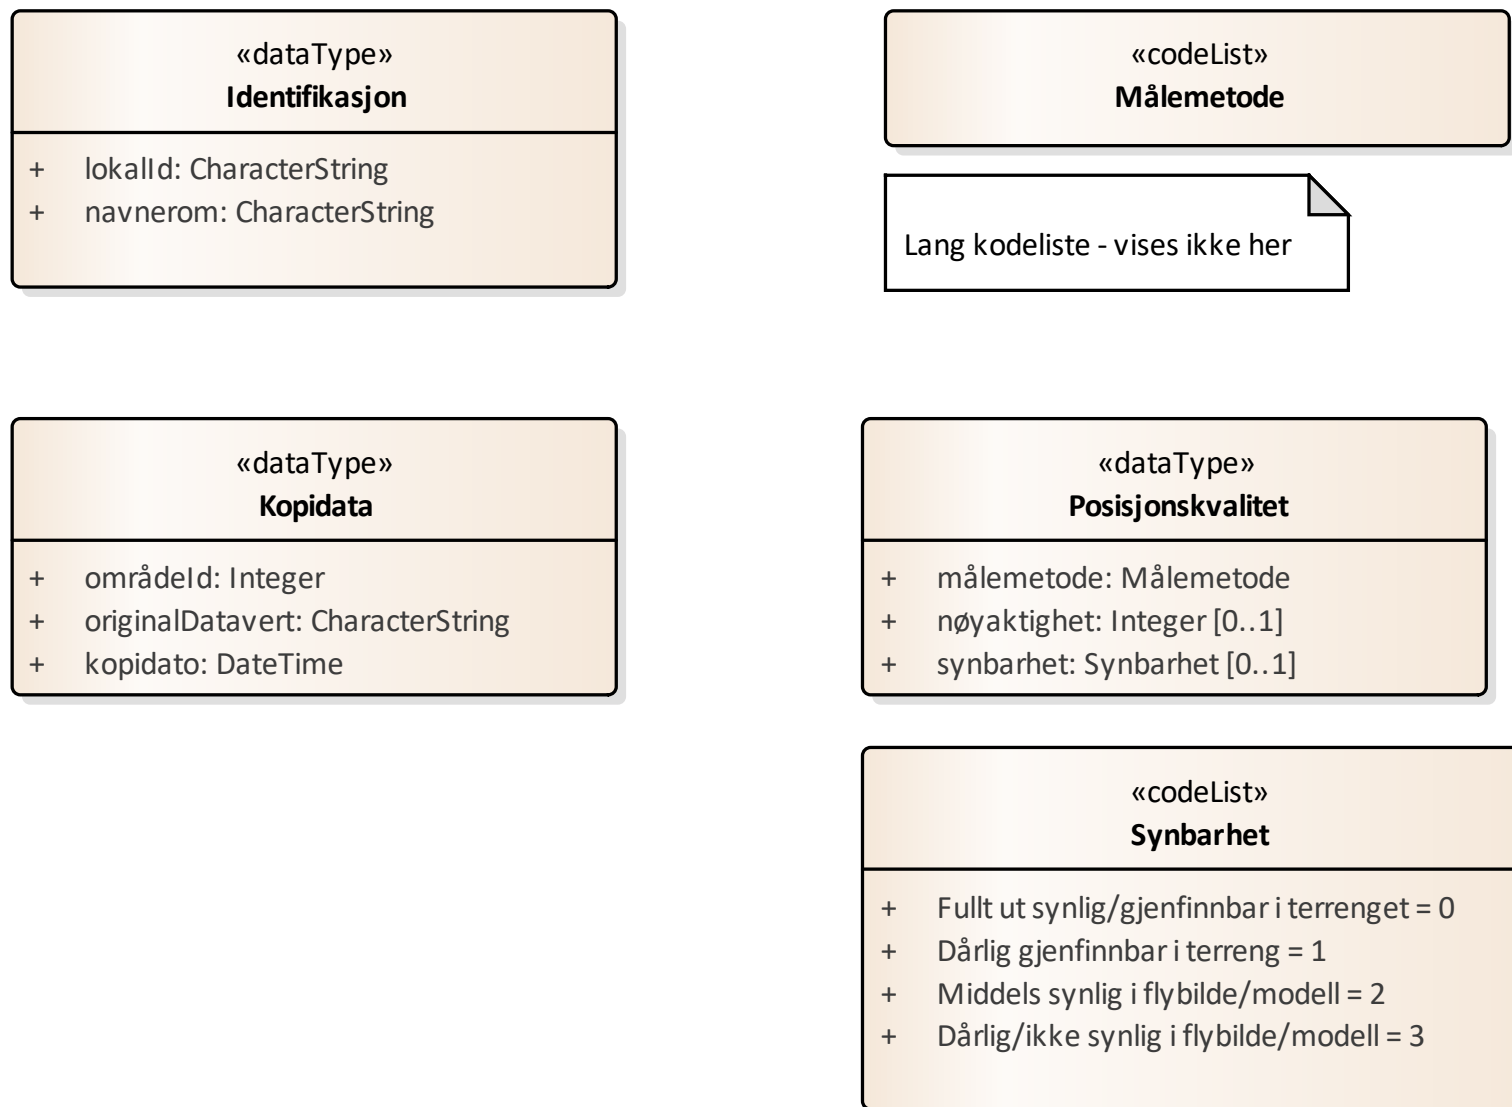 «dataType»
Identifikasjon
+ lokalId: CharacterString
+ navnerom: CharacterString
«codeList»
Målemetode
Lang kodeliste - vises ikke her
«dataType»
Kopidata
+ områdeId: Integer
+ originalDatavert: CharacterString
+ kopidato: DateTime
«dataType»
Posisjonskvalitet
+ målemetode: Målemetode
+ nøyaktighet: Integer [0..1]
+ synbarhet: Synbarhet [0..1]
«codeList»
Synbarhet
+ Fullt ut synlig/gjenfinnbar i terrenget = 0
+ Dårlig gjenfinnbar i terreng = 1
+ Middels synlig i flybilde/modell = 2
+ Dårlig/ikke synlig i flybilde/modell = 3